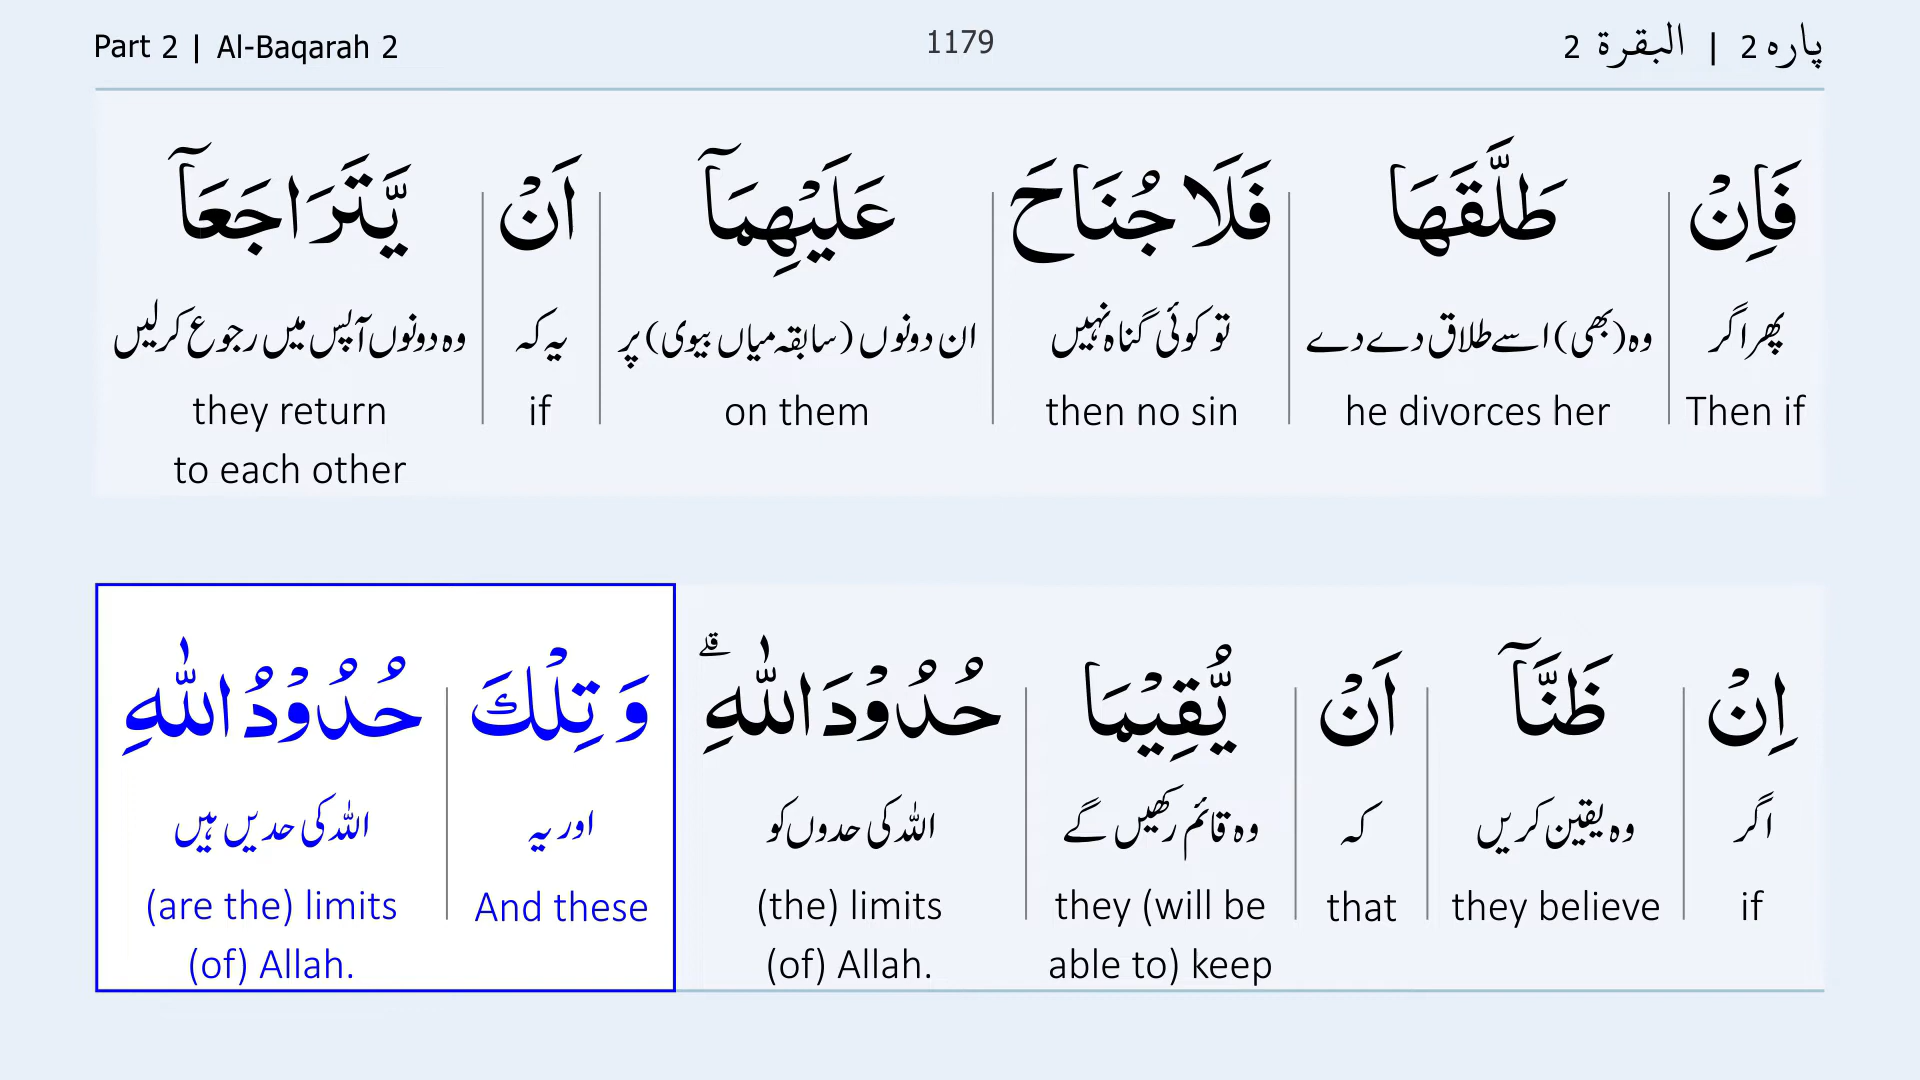 Part 2 | Al-Baqarah 2 1179 پاره 2 | البقرة 2
فَاِنْ طَلَّقَهَا فَلَا جُنَاحَ عَلَيْهِمَآ اَنْ يَّتَرَاجَعَآ
پھر اگر وہ (بھی) اسے طلاق دے دے تو کوئی گناہ نہیں ان دونوں (سابقہ میاں بیوی) پر یہ کہ وہ دونوں آپس میں رجوع کرلیں
Then if he divorces her then no sin on them if they return
to each other
اِنْ ظَنَّآ اَنْ يُّقِيْمَا حُدُوْدَ اللّٰهِ ؕۗ وَ تِلْكَ حُدُوْدُ اللّٰهِ
اگر وہ یقین کریں کہ وہ قائم رکھیں گے اللہ کی حدوں کو اور یہ اللہ کی حدیں ہیں
if they believe that they (will be (the) limits And these (are the) limits
able to) keep (of) Allah. (of) Allah.